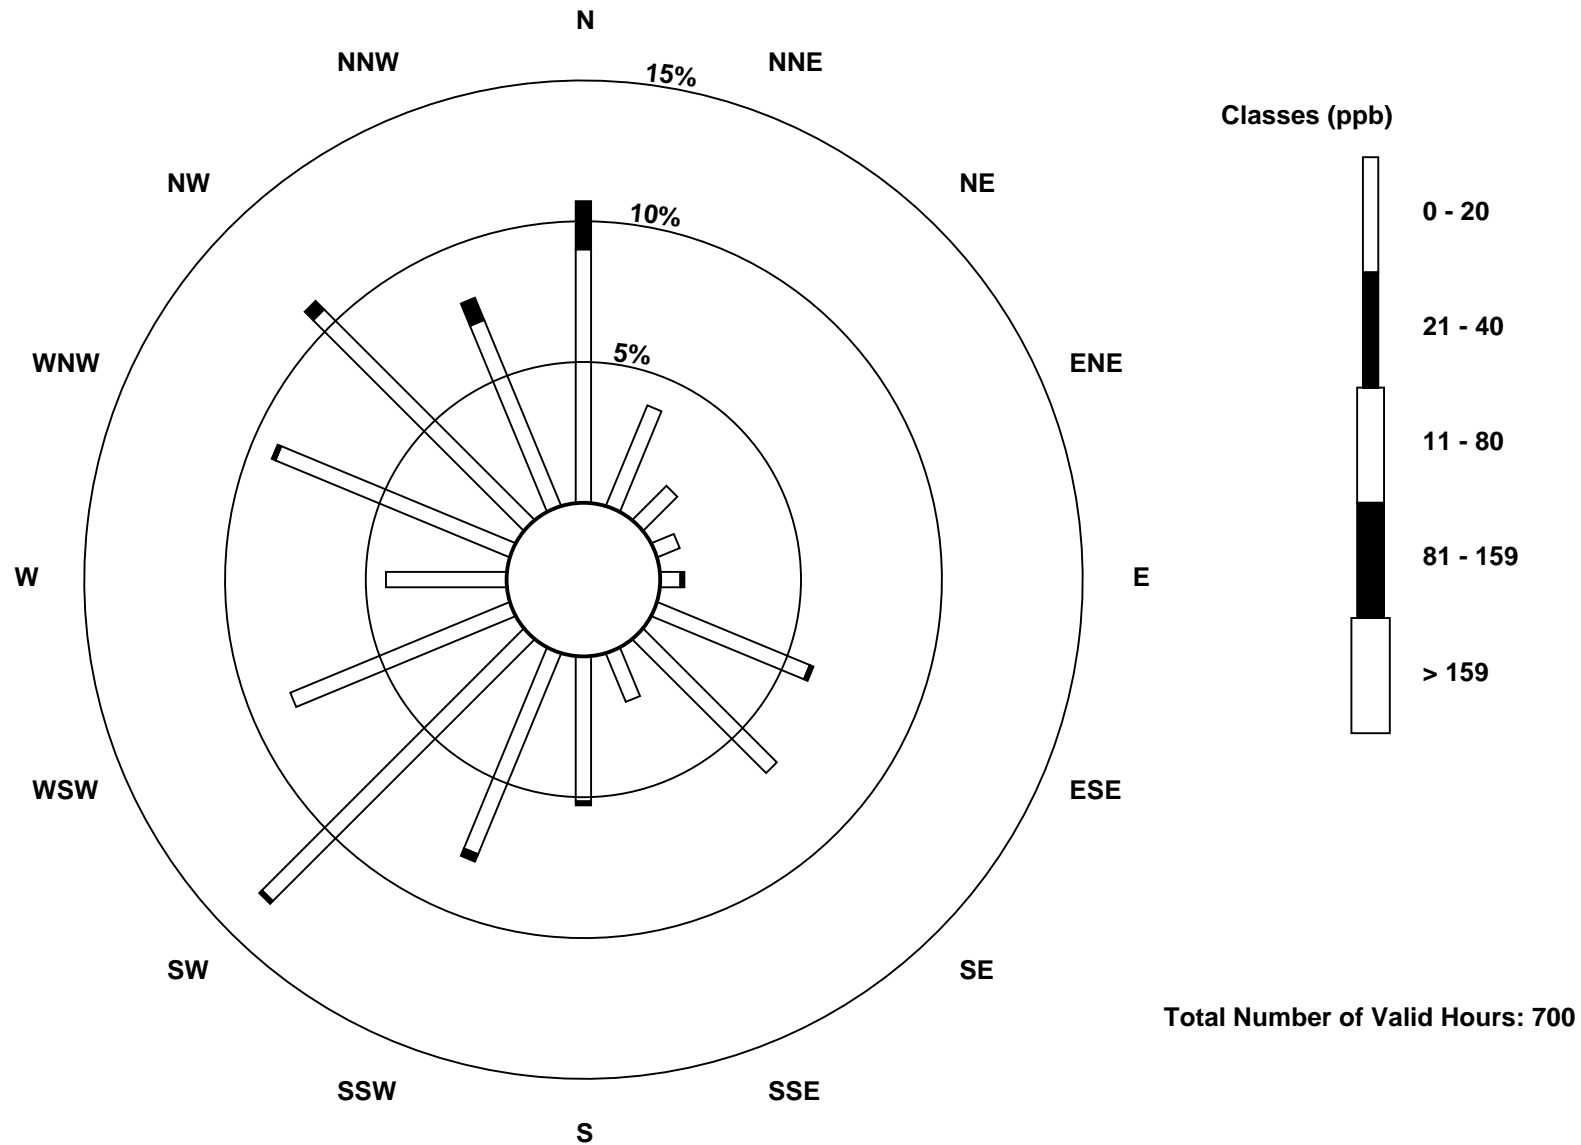 N
NNW
NNE
15%
Classes (ppb)
NW
NE
0 - 20
10%
21 - 40
5%
WNW
ENE
11 - 80
81 - 159
W
E
> 159
WSW
ESE
SW
SE
Total Number of Valid Hours: 700
SSW
SSE
S